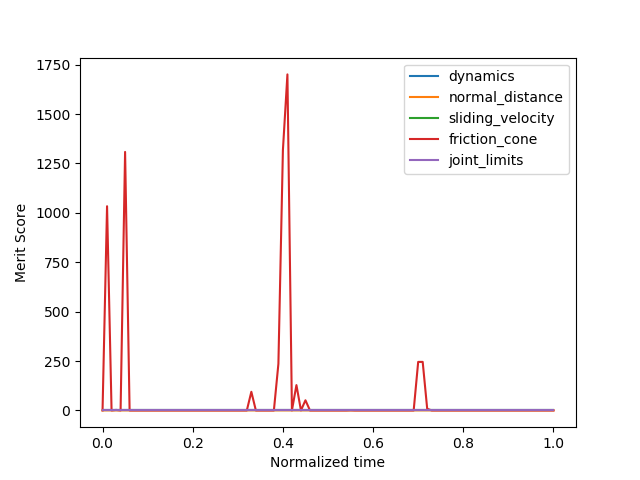 1750
1500
1250
1000
750
500
250
0
Merit Score
0.0 0.2 0.4 0.6 0.8 1.0
Normalized time
dynamics
normal_distance
sliding_velocity
friction_cone
joint_limits